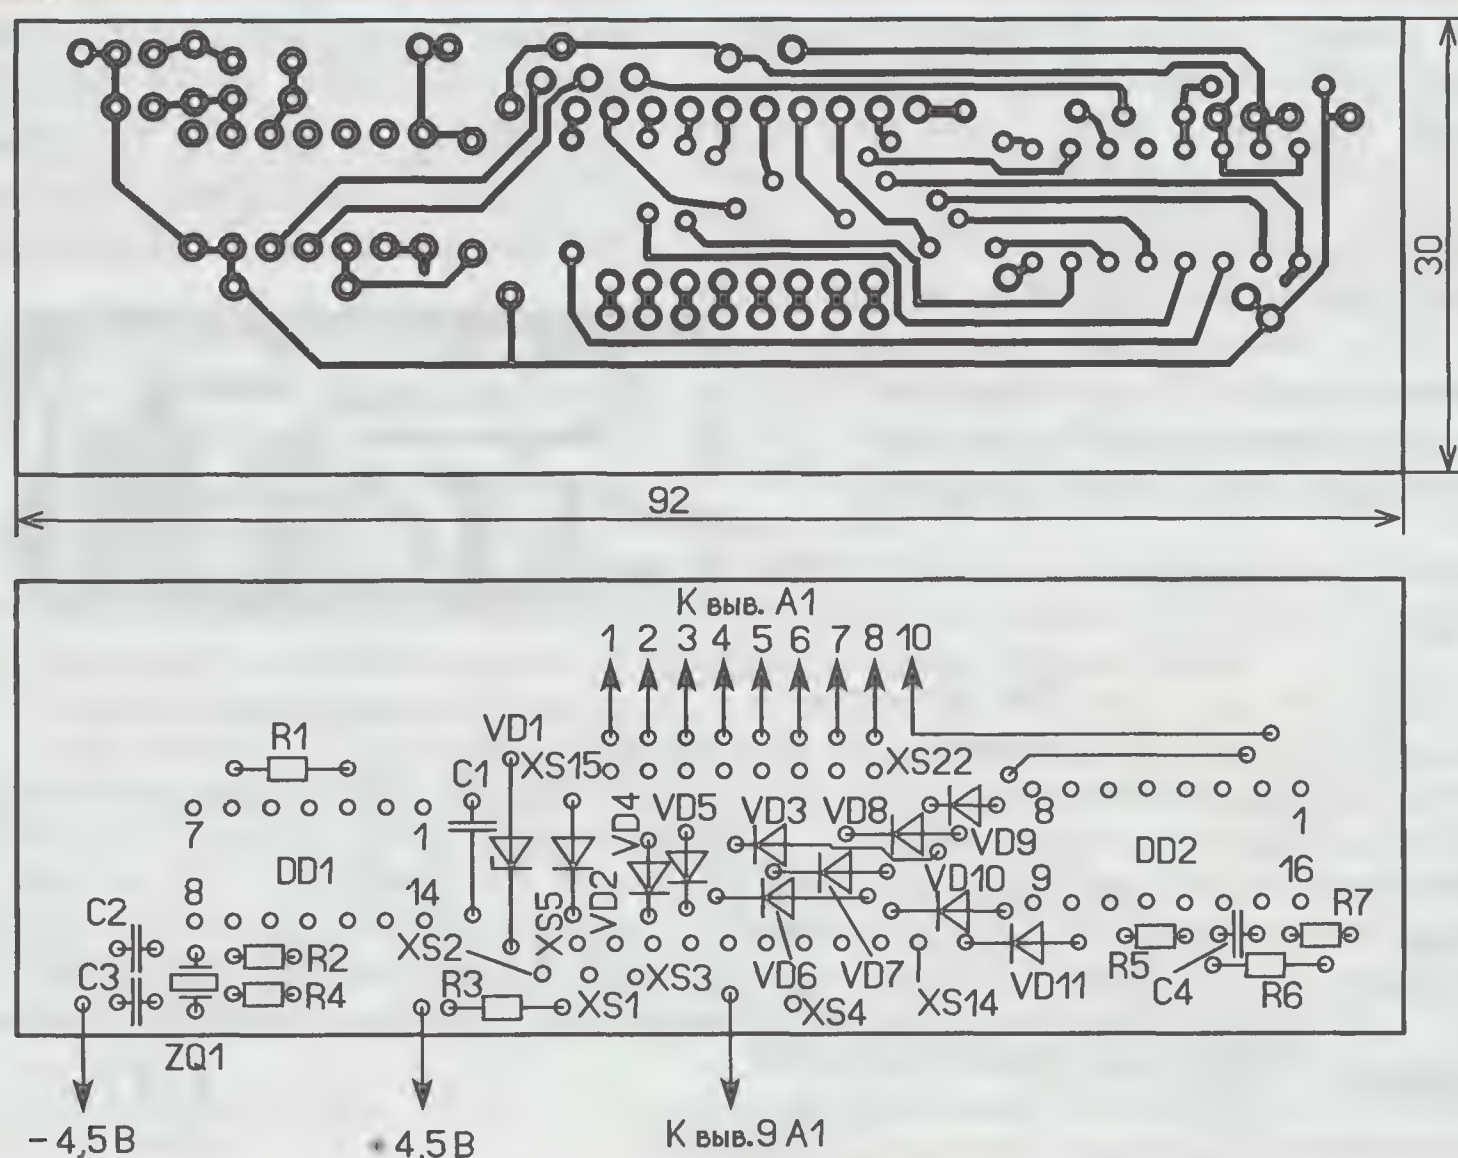 30
92
К выв. А1
1 2 3 4 5 6 7 8 10
R1
VD1
C1
XS15
XS22
VD4
VD5
VD3
VD8
VD9
7
1
8
1
DD1
DD2
8
14
XS5
VD2
VD10
9
16
C2
R7
XS2
C3
R2
R4
R3
XS3
VD6
VD7
R5
XS1
XS4
XS14
VD11
C4
R6
ZQ1
- 4,5 В
4,5 В
К выв. 9 А1